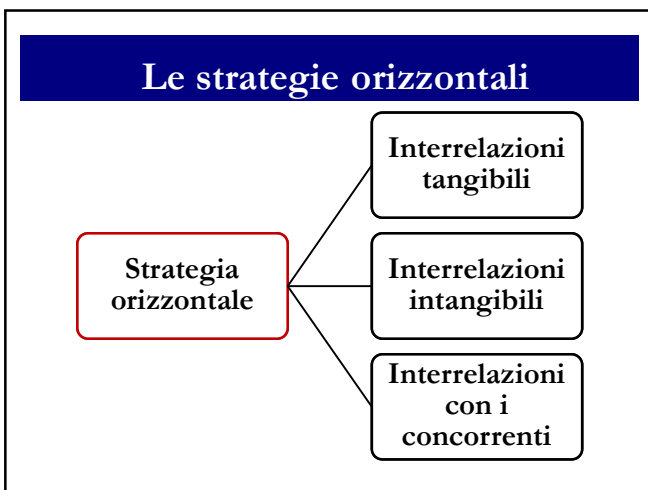 Le strategie orizzontali
Interrelazioni
tangibili
Strategia
orizzontale
Interrelazioni
intangibili
Interrelazioni
con i
concorrenti